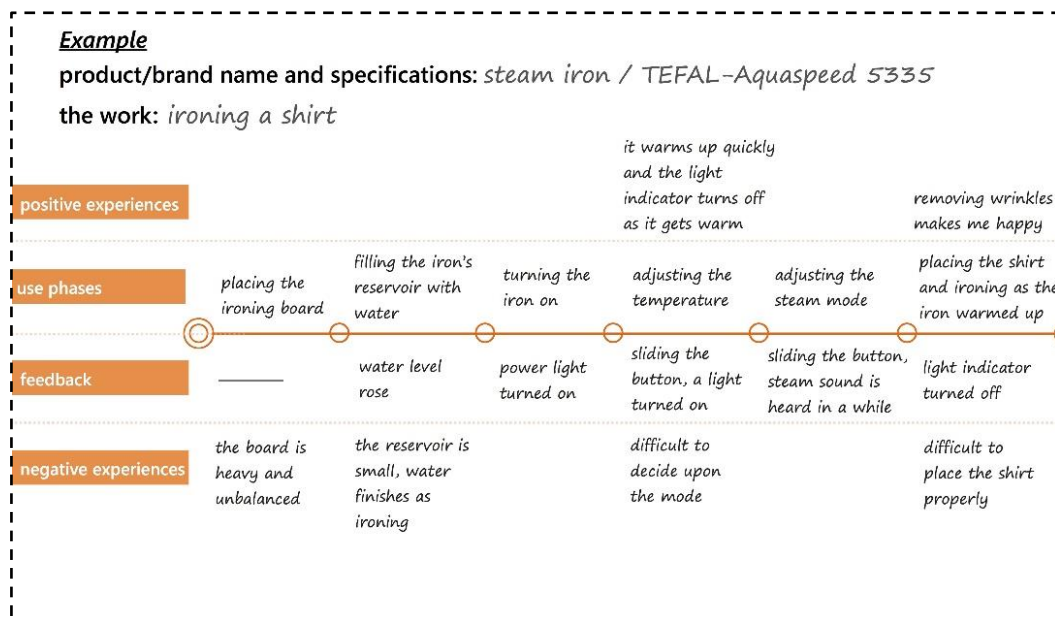 Example
product/brand name and specifications: steam iron / TEFAL-Aquaspeed 5335
the work: ironing a shirt
positive experiences
it warms up quickly
and the light
indicator turns off
as it gets warm
removing wrinkles
makes me happy
use phases
placing the
ironing board
filling the iron's
reservoir with
water
turning the
iron on
adjusting the
temperature
adjusting the
steam mode
placing the shirt
and ironing as the
iron warmed up
feedback
water level
rose
power light
turned on
sliding the
button, a light
turned on
sliding the button,
steam sound is
heard in a while
light indicator
turned off
negative experiences
the board is
heavy and
unbalanced
the reservoir is
small, water
finishes as
ironing
difficult to
decide upon
the mode
difficult to
place the shirt
properly